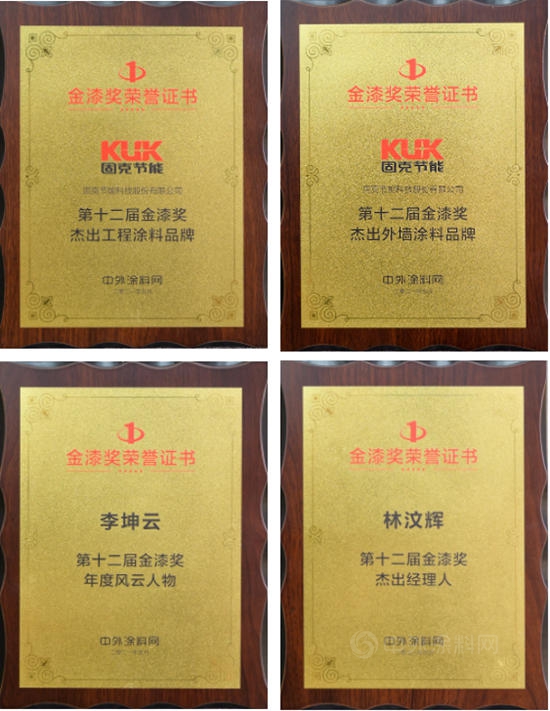 金漆奖荣誉证书
KUK
固克节能
固克节能科技股份有限公司
第十二届金漆奖
杰出工程涂料品牌
中外涂料网
金漆奖荣誉证书
KUK
固克节能
固克节能科技股份有限公司
第十二届金漆奖
杰出外墙涂料品牌
中外涂料网
金漆奖荣誉证书
李坤云
第十二届金漆奖
年度风云人物
中外涂料网
金漆奖荣誉证书
林汶辉
第十二届金漆奖
杰出经理人
中外涂料网
中外涂料网